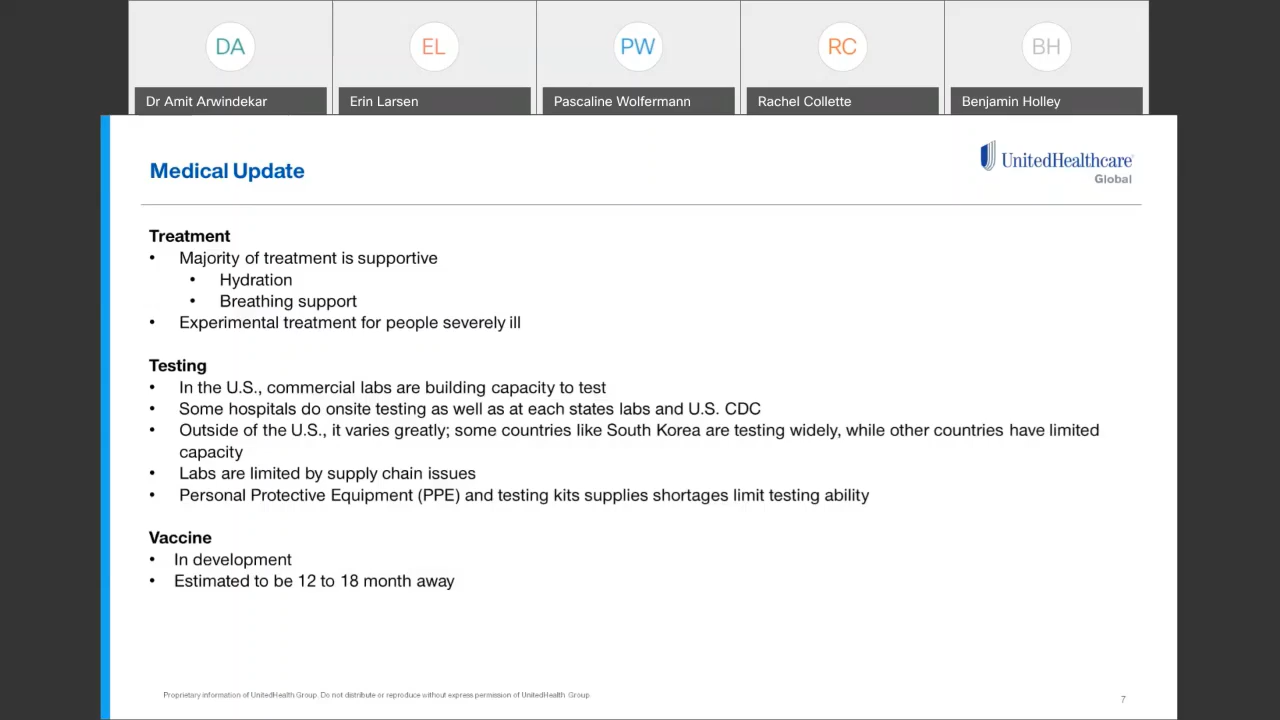 DA
EL
PW
RC
BH
Dr Amit Arwindekar
Erin Larsen
Pascaline Wolfermann
Rachel Collette
Benjamin Holley
Medical Update
UnitedHealthcare
Global
Treatment
• Majority of treatment is supportive
• Hydration
• Breathing support
• Experimental treatment for people severely ill
Testing
• In the U.S., commercial labs are building capacity to test
• Some hospitals do onsite testing as well as at each states labs and U.S. CDC
• Outside of the U.S., it varies greatly; some countries like South Korea are testing widely, while other countries have limited
capacity
• Labs are limited by supply chain issues
• Personal Protective Equipment (PPE) and testing kits supplies shortages limit testing ability
Vaccine
• In development
• Estimated to be 12 to 18 month away
Proprietary information of UnitedHealth Group. Do not distribute or reproduce without express permission of UnitedHealth Group.
7